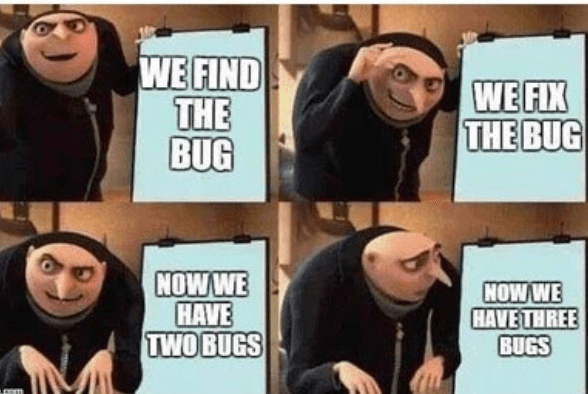 WE FIND
THE
BUG
WE FIX
THE BUG
NOW WE
HAVE
TWO BUGS
NOW WE
HAVE THREE
BUGS